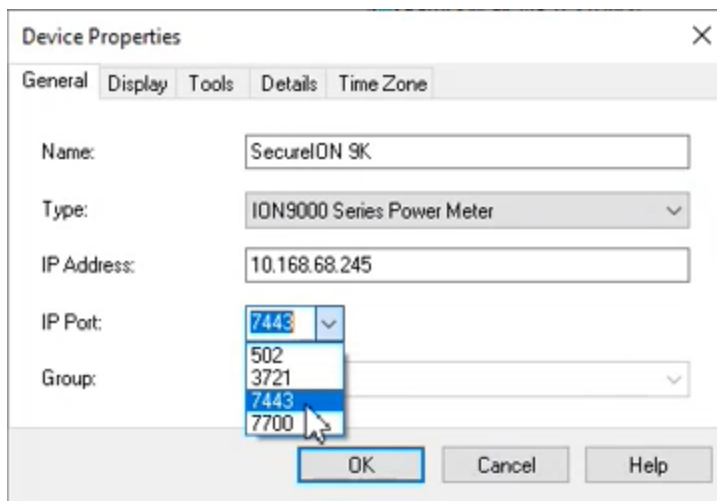 Device Properties
General Display Tools Details Time Zone
Name: SecureION 9K
Type: ION9000 Series Power Meter
IP Address: 10.168.68.245
IP Port: 7443
502
3721
7443
7700
Group:
OK Cancel Help